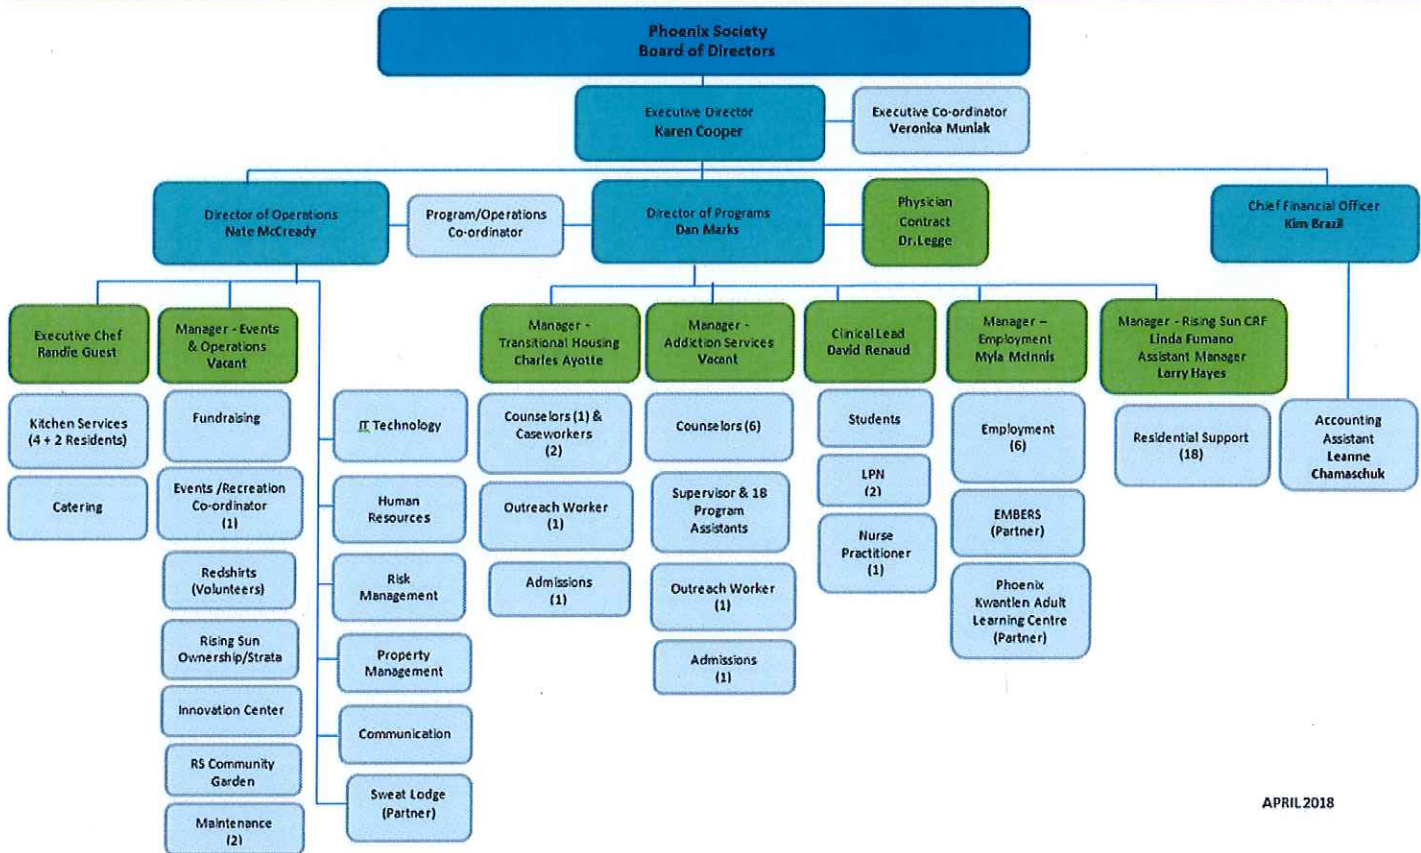 Phoenix Society
Board of Directors
Executive Director
Karen Cooper
Executive Co-ordinator
Veronica Muniak
Director of Operations
Nate McCready
Program/Operations
Co-ordinator
Director of Programs
Dan Marks
Physician
Contract
Dr.Legge
Chief Financial Officer
Kim Brazil
Executive Chef
Randie Guest
Manager - Events
& Operations
Vacant
Manager -
Transitional Housing
Charles Ayotte
Manager -
Addiction Services
Vacant
Clinical Lead
David Renaud
Manager –
Employment
Myla McInnis
Manager - Rising Sun CRF
Linda Fumano
Assistant Manager
Larry Hayes
Kitchen Services
(4 + 2 Residents)
Catering
Fundraising
Events /Recreation
Co-ordinator
(1)
Redshirts
(Volunteers)
Rising Sun
Ownership/Strata
Innovation Center
RS Community
Garden
Maintenance
(2)
IT Technology
Human
Resources
Risk
Management
Property
Management
Communication
Sweat Lodge
(Partner)
Counselors (1) &
Caseworkers
(2)
Outreach Worker
(1)
Admissions
(1)
Counselors (6)
Supervisor & 18
Program
Assistants
Outreach Worker
(1)
Admissions
(1)
Students
LPN
(2)
Nurse
Practitioner
(1)
Employment
(6)
EMBERS
(Partner)
Phoenix
Kwantlen Adult
Learning Centre
(Partner)
Residential Support
(18)
Accounting
Assistant
Leanne
Chamaschuk
APRIL 2018